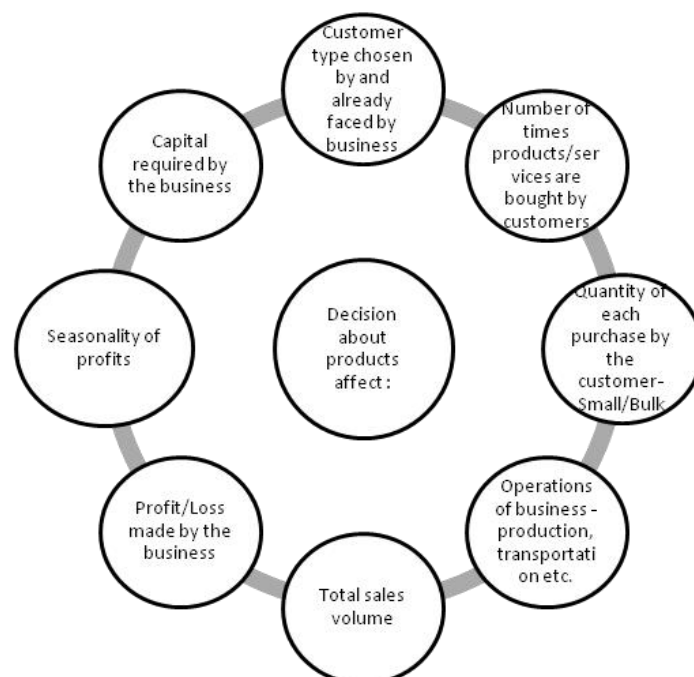 Customer
type chosen
by and
already
faced by
business
Number of
times
products/ser
vices are
bought by
customers
Quantity of
each
purchase by
the
customer-
Small/Bulk
Operations
of business -
production,
transportati
on etc.
Total sales
volume
Profit/Loss
made by the
business
Seasonality of
profits
Capital
required by
the business
Decision
about
products
affect :